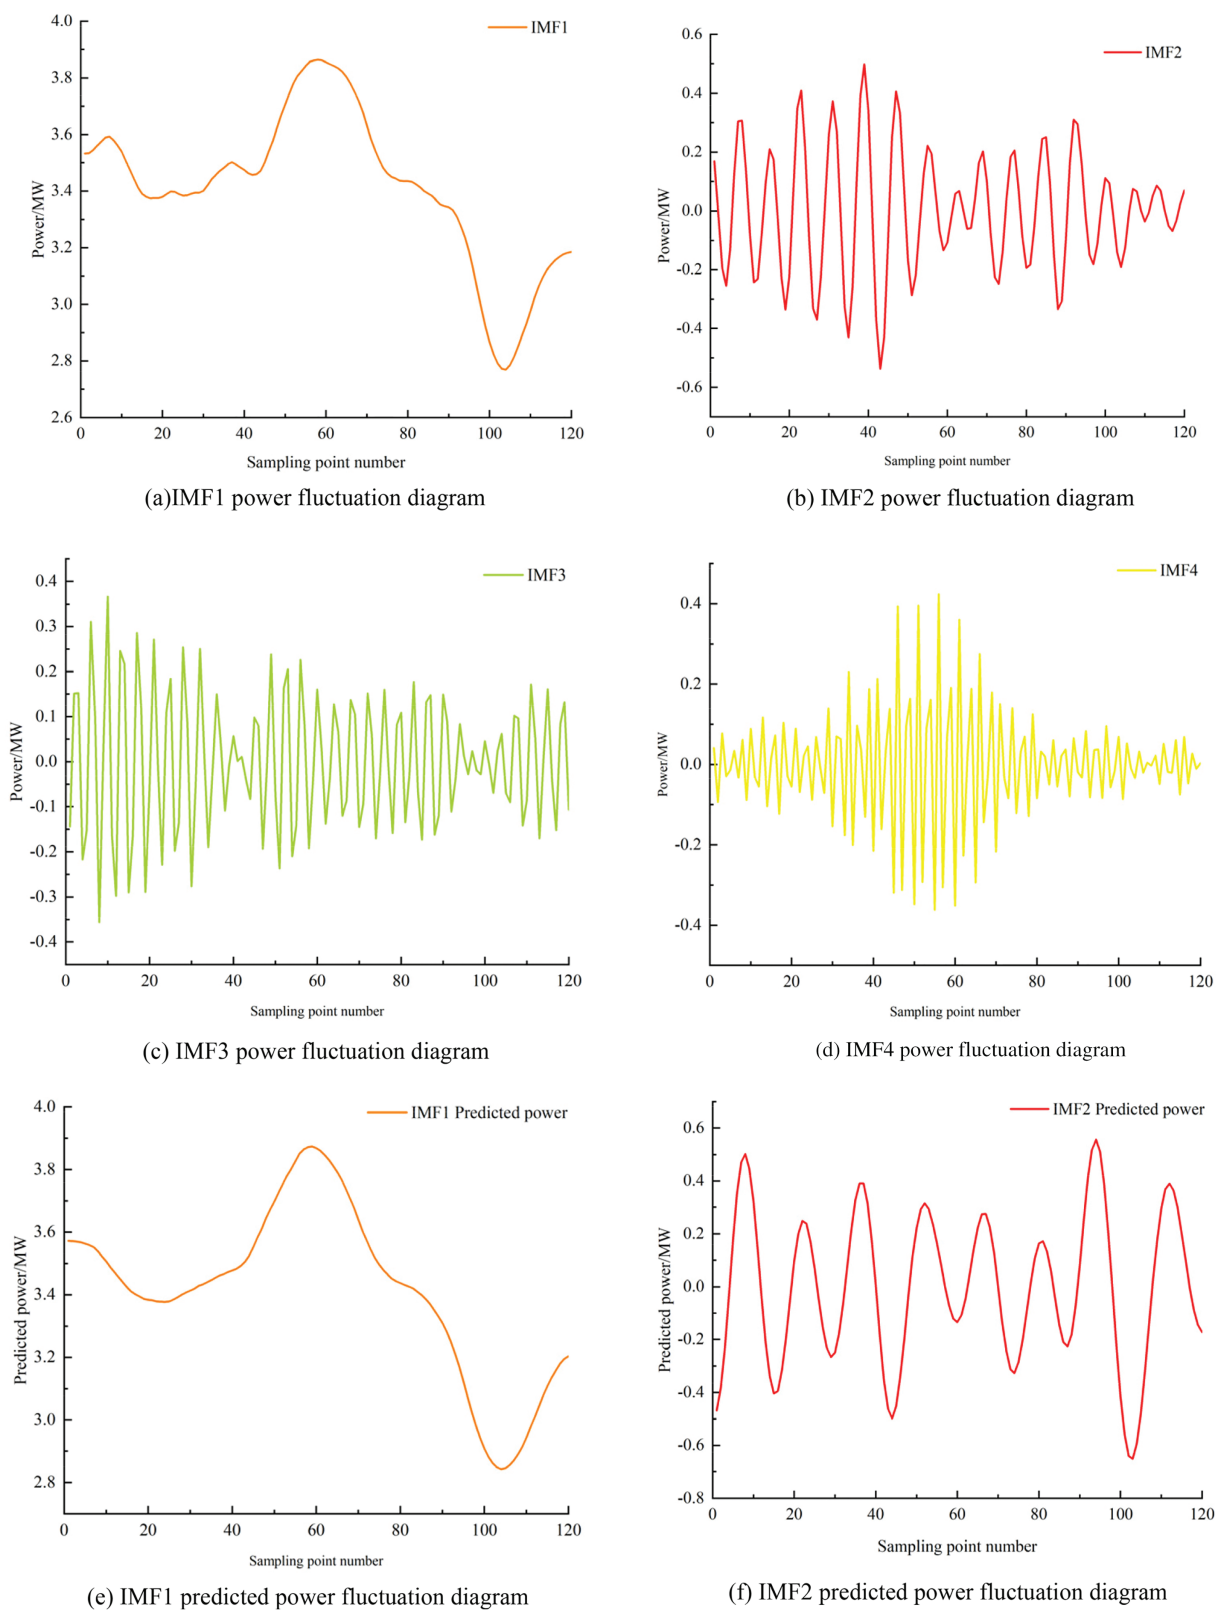 4.0
3.8
3.6
3.4
3.2
3.0
2.8
2.6
Power/MW
IMF1
0 20 40 60 80 100 120
Sampling point number
(a)IMF1 power fluctuation diagram
0.6
0.4
0.2
0.0
-0.2
-0.4
-0.6
Power/MW
IMF2
0 20 40 60 80 100 120
Sampling point number
(b) IMF2 power fluctuation diagram
0.4
0.3
0.2
0.1
0.0
-0.1
-0.2
-0.3
-0.4
Power/MW
IMF3
0 20 40 60 80 100 120
Sampling point number
(c) IMF3 power fluctuation diagram
0.4
0.2
0.0
-0.2
-0.4
Power/MW
IMF4
0 20 40 60 80 100 120
Sampling point number
(d) IMF4 power fluctuation diagram
4.0
3.8
3.6
3.4
3.2
3.0
2.8
Predicted power/MW
IMF1 Predicted power
0 20 40 60 80 100 120
Sampling point number
(e) IMF1 predicted power fluctuation diagram
0.6
0.4
0.2
0.0
-0.2
-0.4
-0.6
-0.8
Predicted power/MW
IMF2 Predicted power
0 20 40 60 80 100 120
Sampling point number
(f) IMF2 predicted power fluctuation diagram